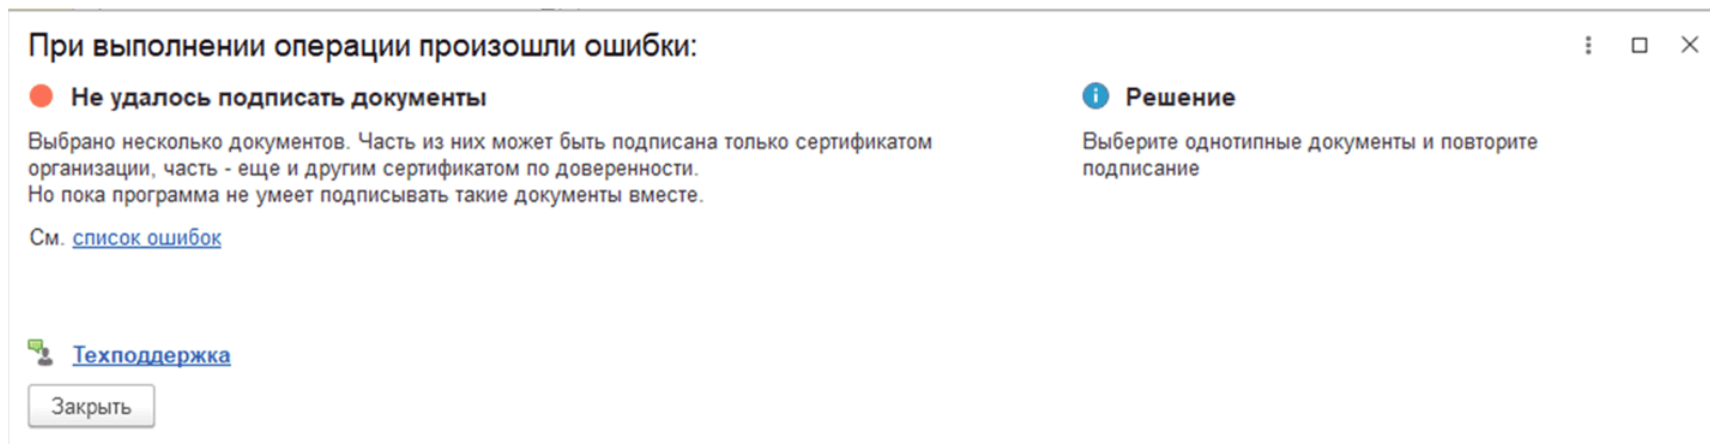 При выполнении операции произошли ошибки:
Не удалось подписать документы
Выбрано несколько документов. Часть из них может быть подписана только сертификатом
организации, часть - еще и другим сертификатом по доверенности.
Но пока программа не умеет подписывать такие документы вместе.
См. список ошибок
Решение
Выберите однотипные документы и повторите
подписание
Техподдержка
Закрыть